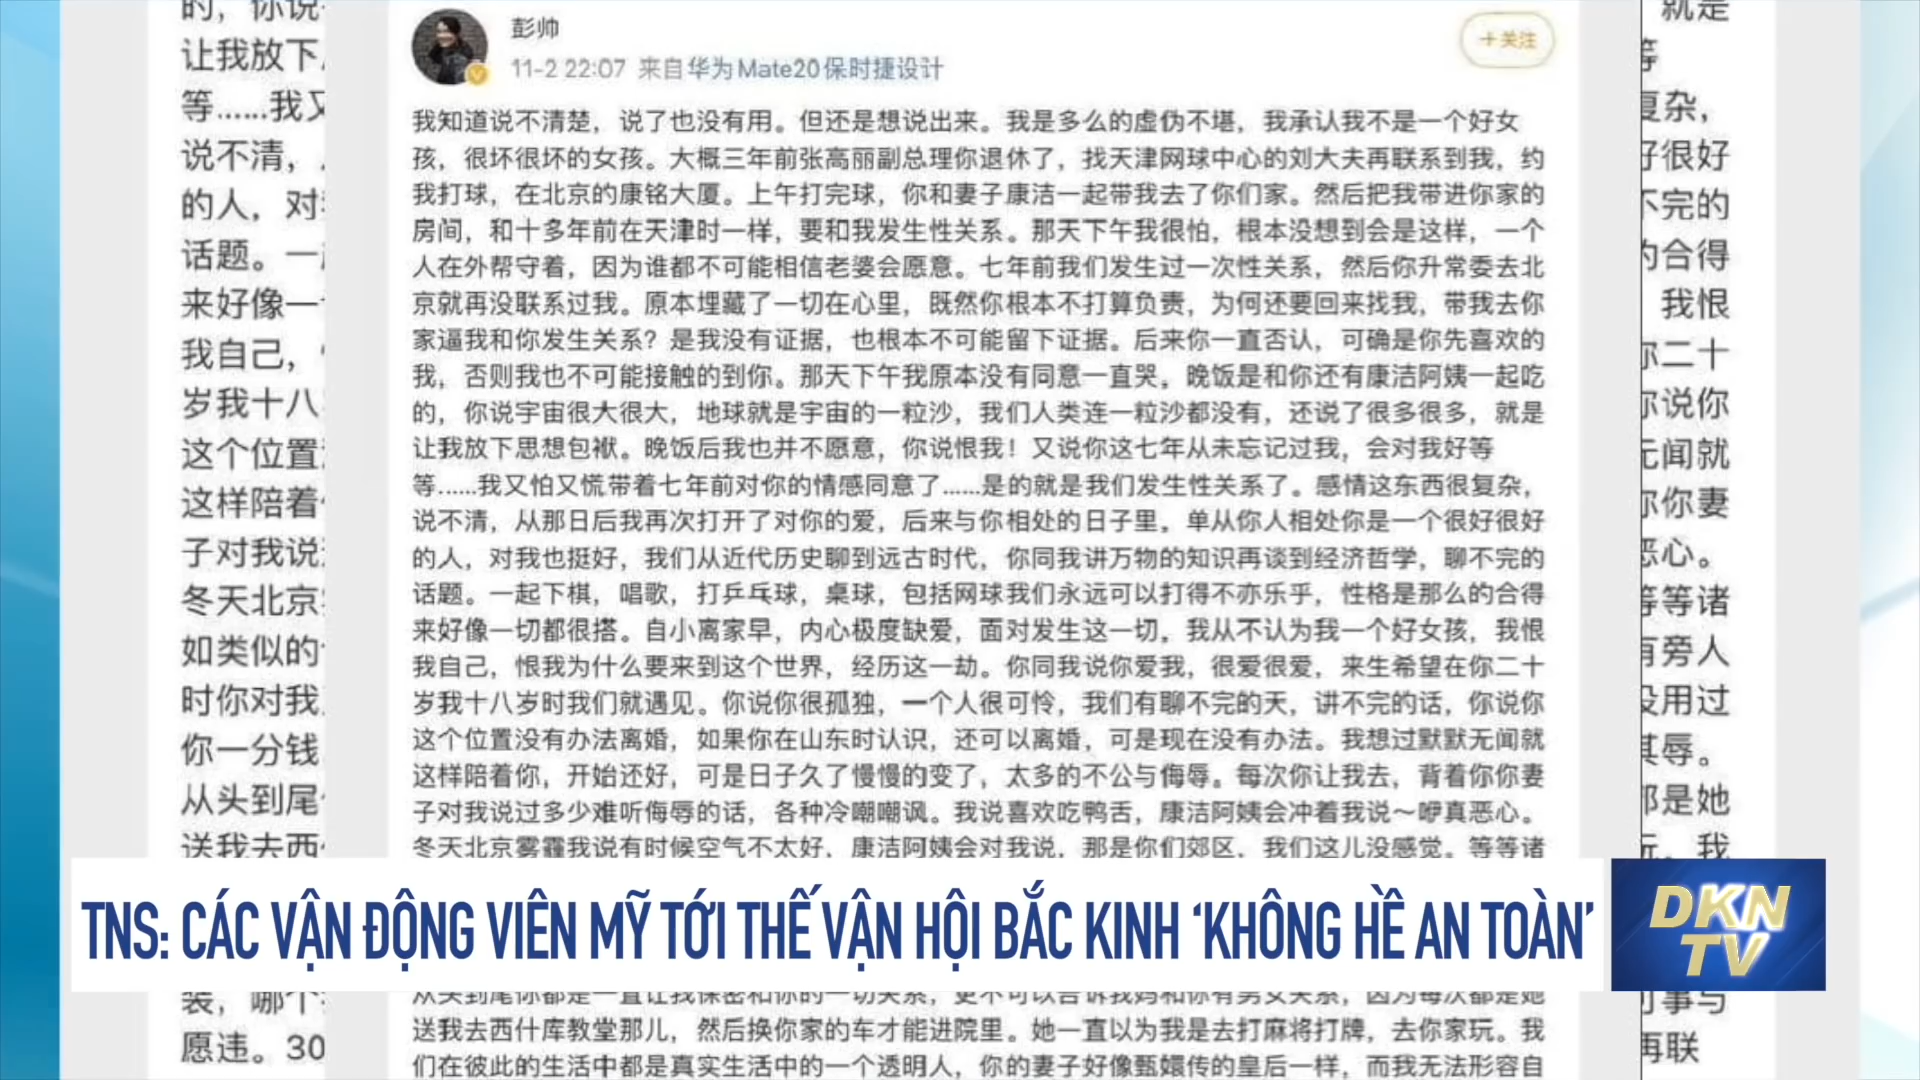 彭帅
+关注
11-2 22:07 来自华为Mate20保时捷设计
我知道说不清楚，说了也没有用。但还是想说出来。我是多么的虚伪不堪，我承认我不是一个好女
孩，很坏很坏的女孩。大概三年前张高丽副总理你退休了，找天津网球中心的刘大夫再联系到我，约
我打球，在北京的康铭大厦。上午打完球，你和妻子康洁一起带我去了你们家。然后把我带进你家的
房间，和十多年前在天津时一样，要和我发生性关系。那天下午我很怕，根本没想到会是这样，一个
人在外帮守着，因为谁都不可能相信老婆会愿意。七年前我们发生过一次性关系，然后你升常委去北
京就再没联系过我。原本埋藏了一切在心里，既然你根本不打算负责，为何还要回来找我，带我去你
家逼我和你发生关系？是我没有证据，也根本不可能留下证据。后来你一直否认，可确是你先喜欢的
我，否则我也不可能接触的到你。那天下午我原本没有同意一直哭。晚饭是和你还有康洁阿姨一起吃
的，你说宇宙很大很大，地球就是宇宙的一粒沙，我们人类连一粒沙都没有，还说了很多很多，就是
让我放下思想包袱。晚饭后我也并不愿意，你说恨我！又说你这七年从未忘记过我，会对我好等
等……我又怕又慌带着七年前对你的情感同意了……是的就是我们发生性关系了。感情这东西很复杂，
说不清，从那日后我再次打开了对你的爱，后来与你相处的日子里，单从你人相处你是一个很好很好
的人，对我也挺好，我们从近代历史聊到远古时代，你同我讲万物的知识再谈到经济哲学，聊不完的
话题。一起下棋，唱歌，打乒乓球，桌球，包括网球我们永远可以打得不亦乐乎，性格是那么的合得
来好像一切都很搭。自小离家早，内心极度缺爱，面对发生这一切，我从不认为我一个好女孩，我恨
我自己，恨我为什么要来到这个世界，经历这一劫。你同我说你爱我，很爱很爱，来生希望在你二十
岁我十八岁时我们就遇见。你说你很孤独，一个人很可怜，我们有聊不完的天，讲不完的话，你说你
这个位置没有办法离婚，如果你在山东时认识，还可以离婚，可是现在没有办法。我想过默默无闻就
这样陪着你，开始还好，可是日子久了慢慢的变了，太多的不公与侮辱。每次你让我去，背着你你妻
子对我说过多少难听侮辱的话，各种冷嘲嘲讽。我说喜欢吃鸭舌，康洁阿姨会冲着我说～咿真恶心。
冬天北京雾霾我说有时候空气不太好，康洁阿姨会对我说，那是你们郊区，我们这儿没感觉。等等诸
TNS: CÁC VẬN ĐỘNG VIÊN MỸ TỚI THẾ VẬN HỘI BẮC KINH ‘KHÔNG HỀ AN TOÀN’
DKN
TV
从头到尾你都是一直让我保密和你的一切关系，更不可以告诉我妈和你有男女关系，因为每次都是她
送我去西什库教堂那儿，然后换你家的车才能进院里。她一直以为我是去打麻将打牌，去你家玩。我
们在彼此的生活中都是真实生活中的一个透明人，你的妻子好像甄嬛传的皇后一样，而我无法形容自